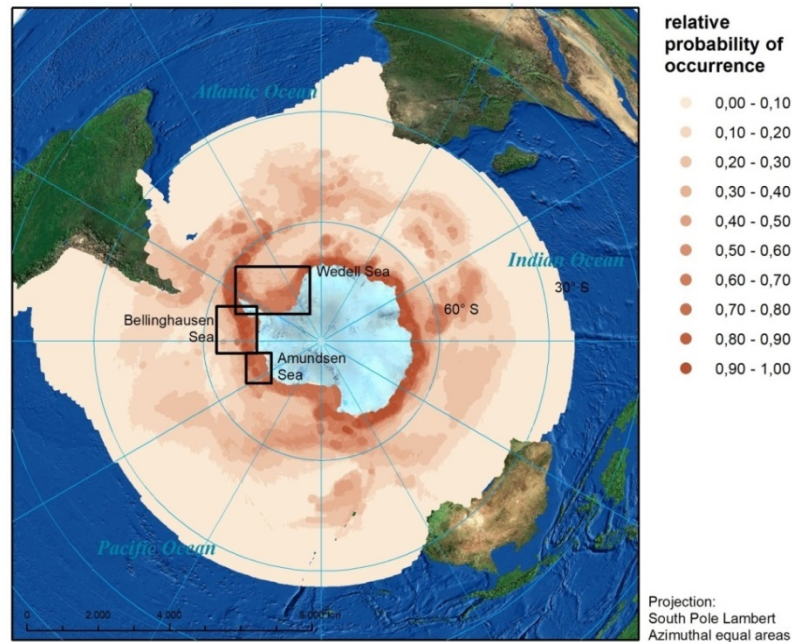 relative
probability of
occurrence
0,00 - 0,10
0,10 - 0,20
0,20 - 0,30
0,30 - 0,40
0,40 - 0,50
0,50 - 0,60
0,60 - 0,70
0,70 - 0,80
0,80 - 0,90
0,90 - 1,00
Atlantic Ocean
Indian Ocean
Wedell Sea
30° S
60° S
Bellinghausen
Sea
Amundsen
Sea
Pacific Ocean
0 2.000 4.000 8.000 km
Projection:
South Pole Lambert
Azimuthal equal areas